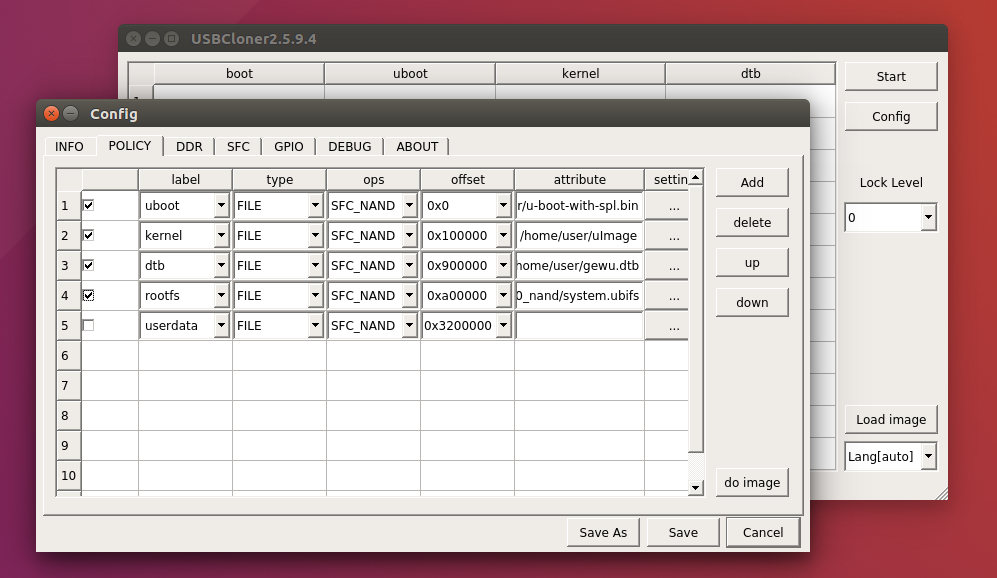 USBCloner2.5.9.4
boot uboot kernel dtb
Start
Config
Lock Level
0
Load image
Lang[auto]
Config
INFO POLICY DDR SFC GPIO DEBUG ABOUT
label type ops offset attribute settin
1 uboot FILE SFC_NAND 0x0 r/u-boot-with-spl.bin ...
2 kernel FILE SFC_NAND 0x100000 /home/user/uImage ...
3 dtb FILE SFC_NAND 0x900000 home/user/gewu.dtb ...
4 rootfs FILE SFC_NAND 0xa00000 0_nand/system.ubifs ...
5 userdata FILE SFC_NAND 0x3200000 ...
6
7
8
9
10
Add
delete
up
down
do image
Save As Save Cancel